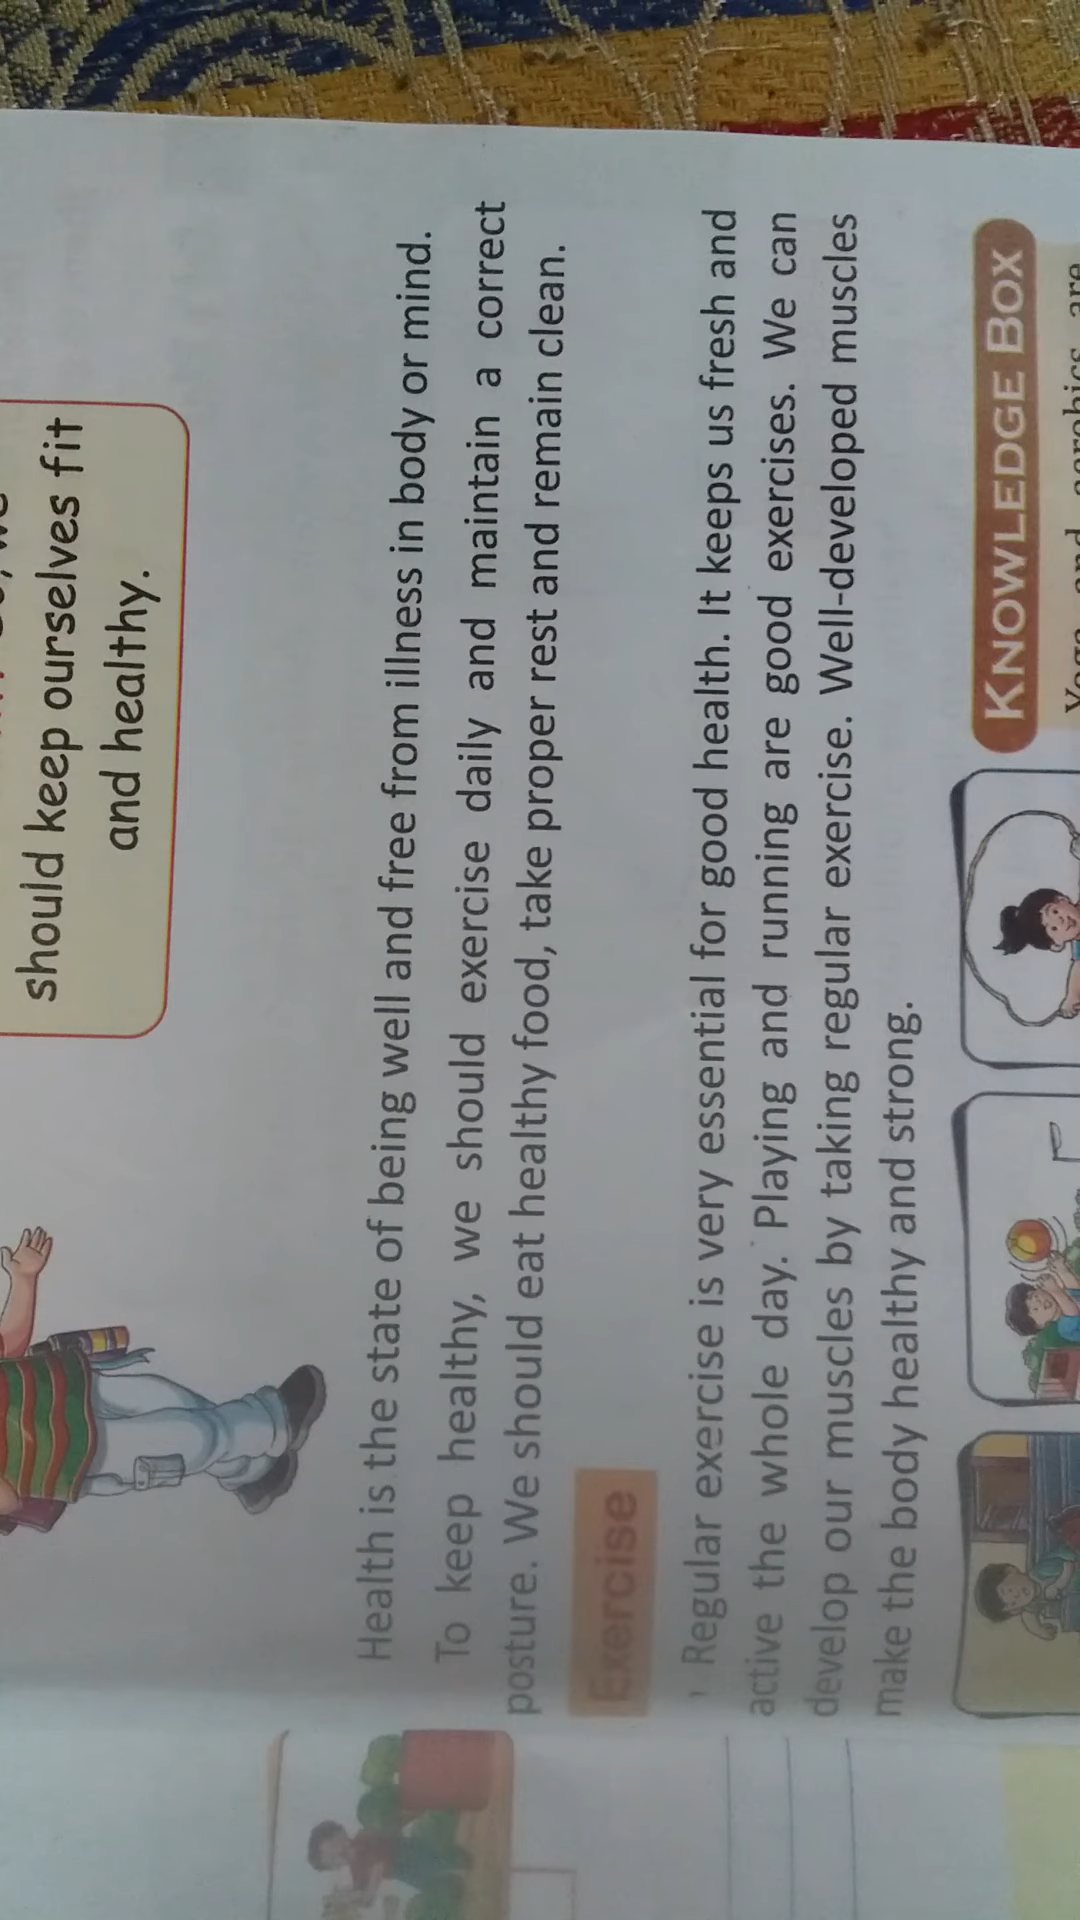 should keep ourselves fit
and healthy.
Health is the state of being well and free from illness in body or mind.
To keep healthy, we should exercise daily and maintain a correct
posture. We should eat healthy food, take proper rest and remain clean.
Exercise
Regular exercise is very essential for good health. It keeps us fresh and
active the whole day. Playing and running are good exercises. We can
develop our muscles by taking regular exercise. Well-developed muscles
make the body healthy and strong.
KNOWLEDGE BOX
Yoga and aerobics are